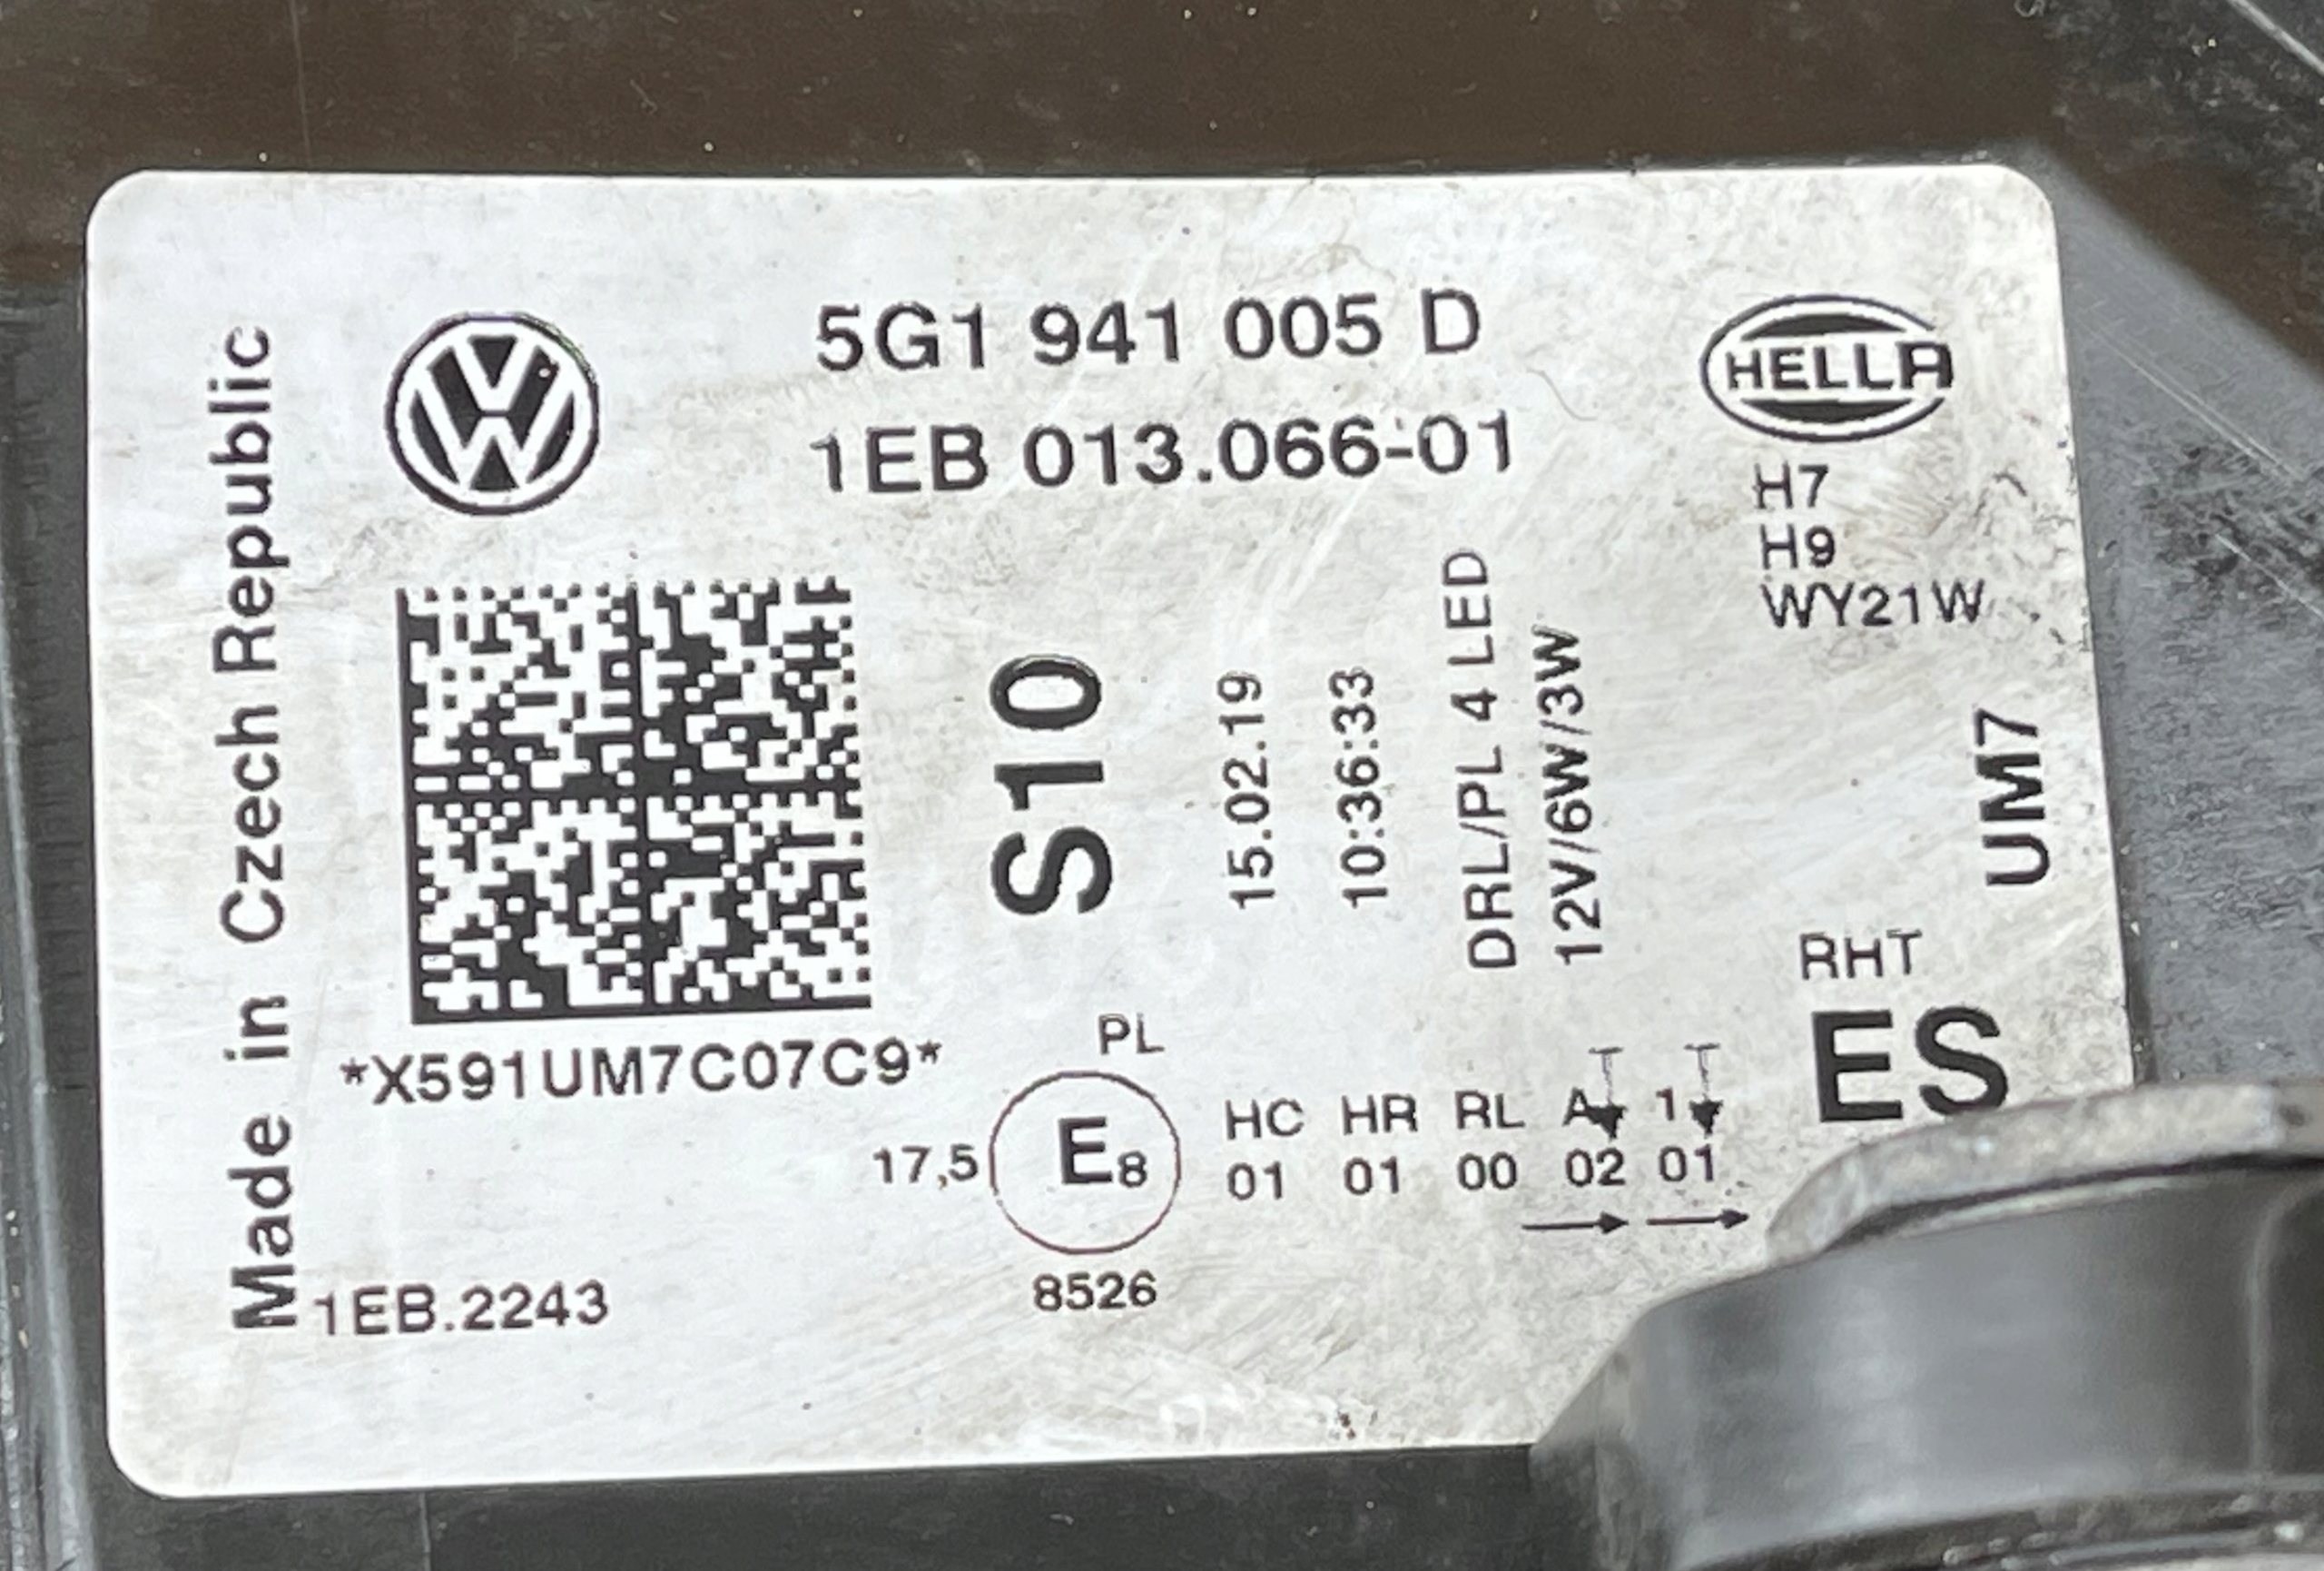 Made in Czech Republic
5G1 941 005 D
1EB 013.066-01
HELLA
H7
H9
WY21W
*X591UM7C07C9*
S10
15.02.19
10:36:33
DRL/PL 4 LED
12V/6W/3W
UM7
RHT
ES
PL
17,5 E8
HC HR RL A 1
01 01 00 02 01
8526
1EB.2243